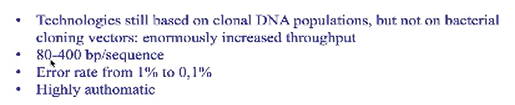 • Technologies still based on clonal DNA populations, but not on bacterial
cloning vectors: enormously increased throughput
• 80-400 bp/sequence
• Error rate from 1% to 0,1%
• Highly authomatic